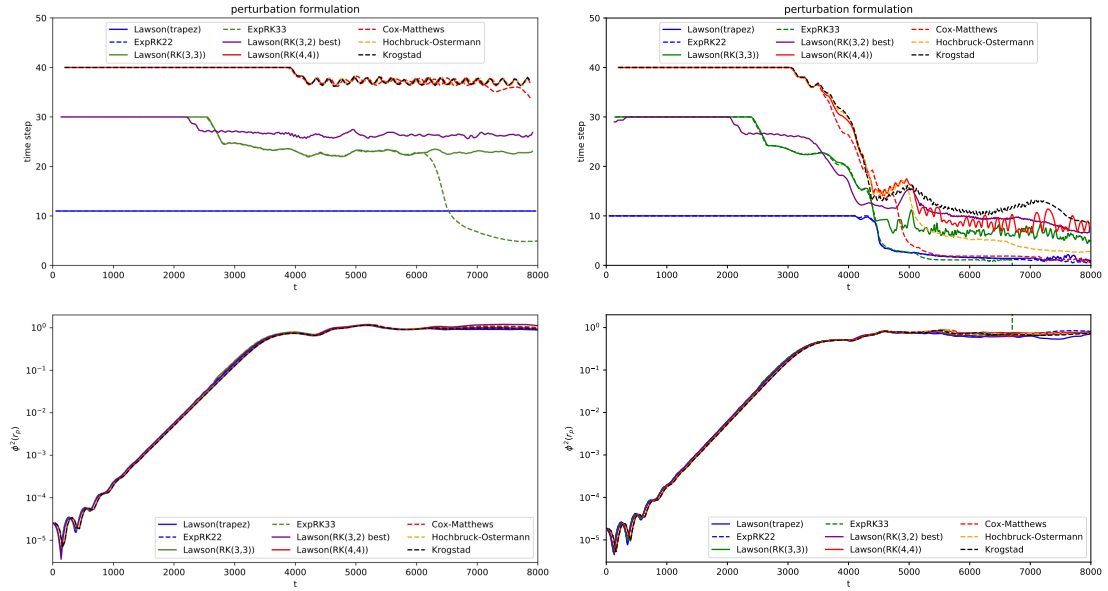 perturbation formulation
50
40
30
20
10
0
time step
Lawson(trapez)
ExpRK22
Lawson(RK(3,3))
ExpRK33
Lawson(RK(3,2) best)
Lawson(RK(4,4))
Cox-Matthews
Hochbruck-Ostermann
Krogstad
0 1000 2000 3000 4000 5000 6000 7000 8000
t
perturbation formulation
50
40
30
20
10
0
time step
Lawson(trapez)
ExpRK22
Lawson(RK(3,3))
ExpRK33
Lawson(RK(3,2) best)
Lawson(RK(4,4))
Cox-Matthews
Hochbruck-Ostermann
Krogstad
0 1000 2000 3000 4000 5000 6000 7000 8000
t
10⁰
10⁻¹
10⁻²
10⁻³
10⁻⁴
10⁻⁵
ϕ²(rₚ)
Lawson(trapez)
ExpRK22
Lawson(RK(3,3))
ExpRK33
Lawson(RK(3,2) best)
Lawson(RK(4,4))
Cox-Matthews
Hochbruck-Ostermann
Krogstad
0 1000 2000 3000 4000 5000 6000 7000 8000
t
10⁰
10⁻¹
10⁻²
10⁻³
10⁻⁴
10⁻⁵
ϕ²(rₚ)
Lawson(trapez)
ExpRK22
Lawson(RK(3,3))
ExpRK33
Lawson(RK(3,2) best)
Lawson(RK(4,4))
Cox-Matthews
Hochbruck-Ostermann
Krogstad
0 1000 2000 3000 4000 5000 6000 7000 8000
t